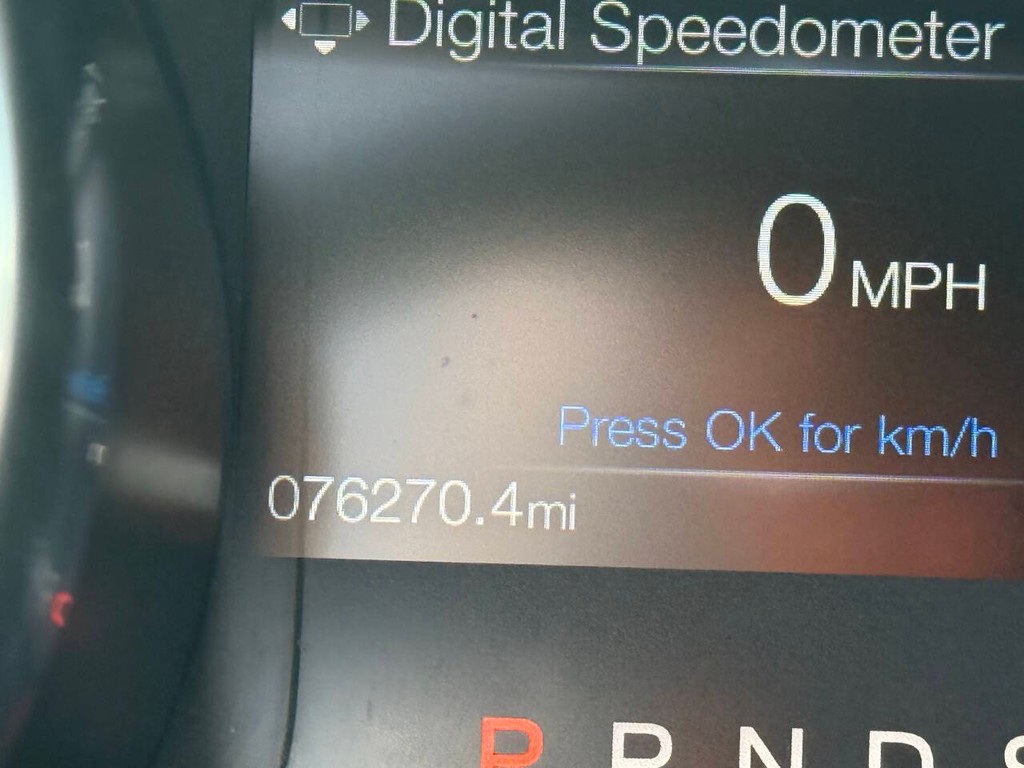 Digital Speedometer
0 MPH
Press OK for km/h
076270.4mi
P R N D S